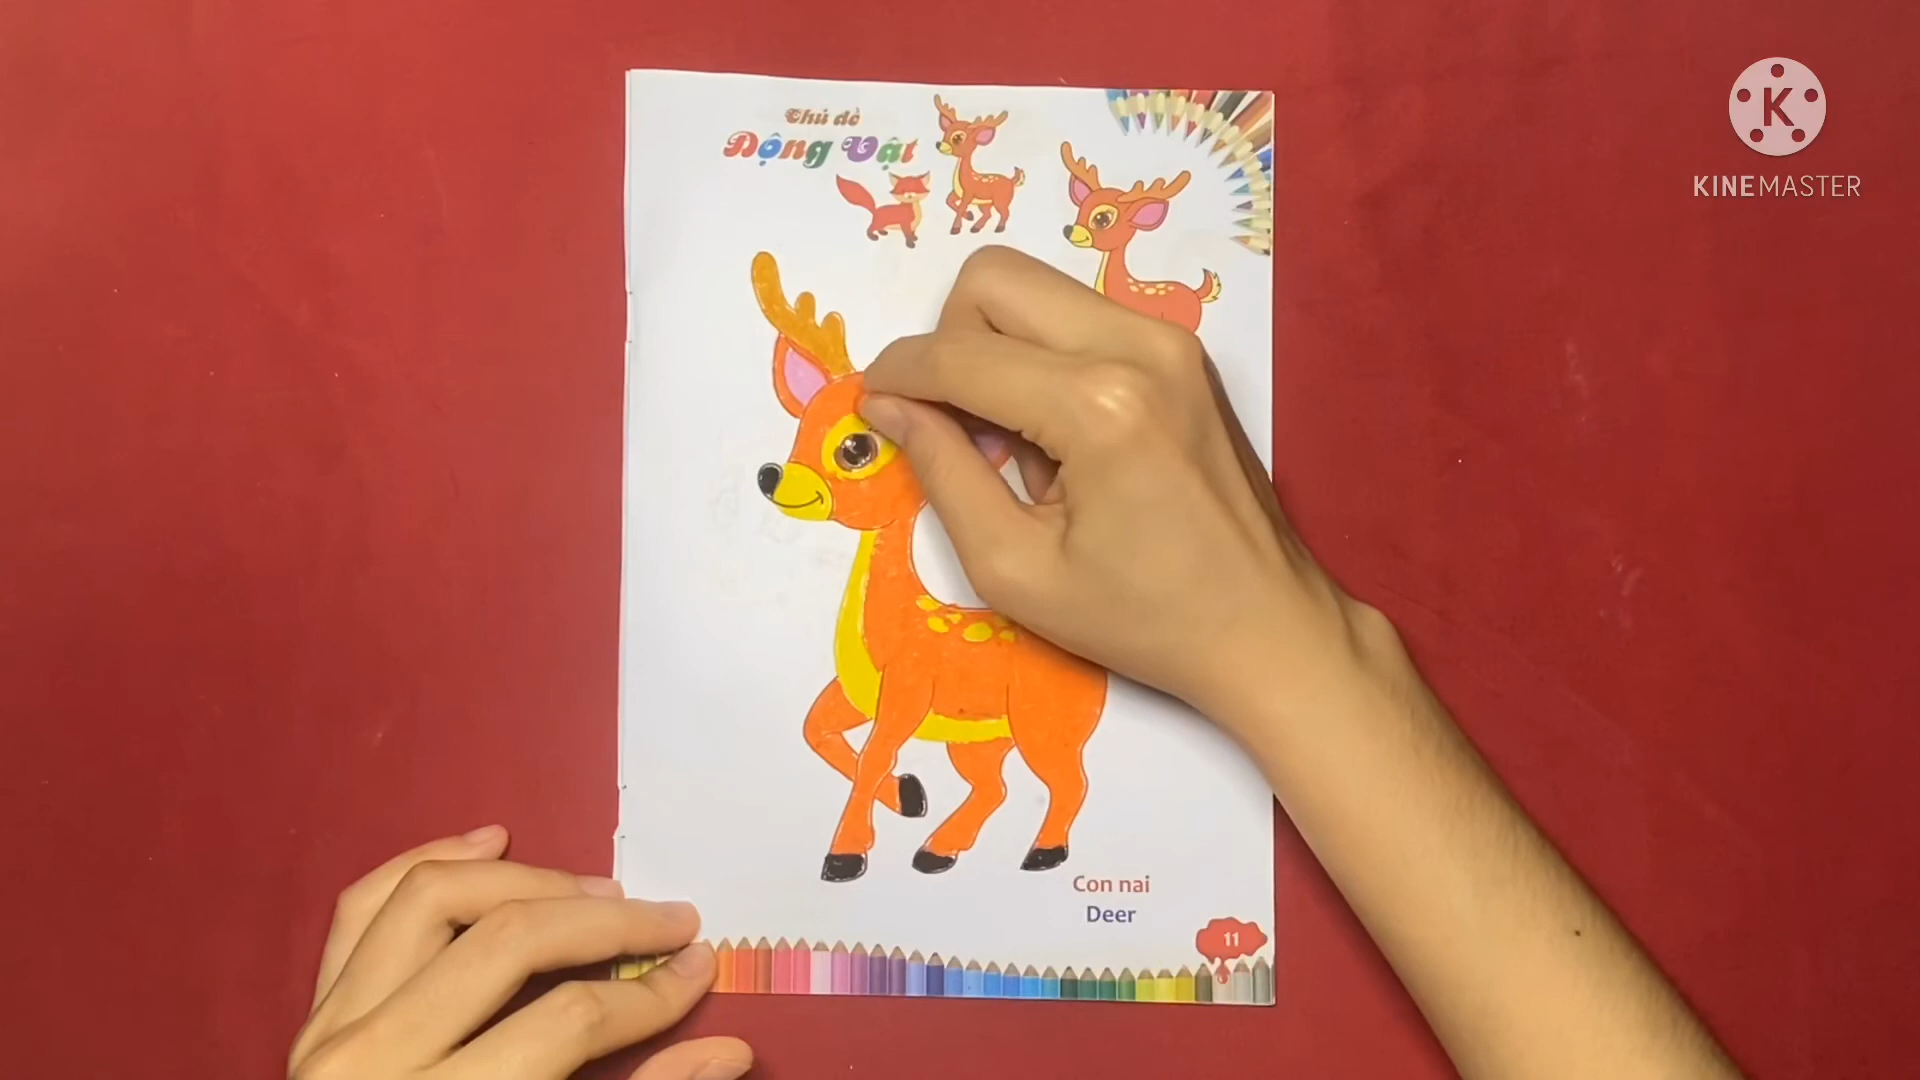 Chủ đề
Động Vật
K
KINEMASTER
Con nai
Deer
11